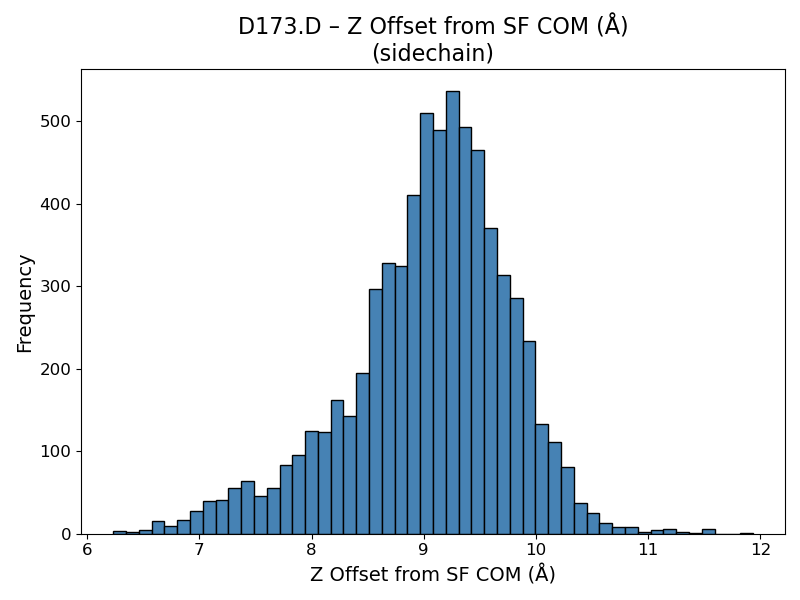 D173.D – Z Offset from SF COM (Å)
(sidechain)
Frequency
500
400
300
200
100
0
6 7 8 9 10 11 12
Z Offset from SF COM (Å)